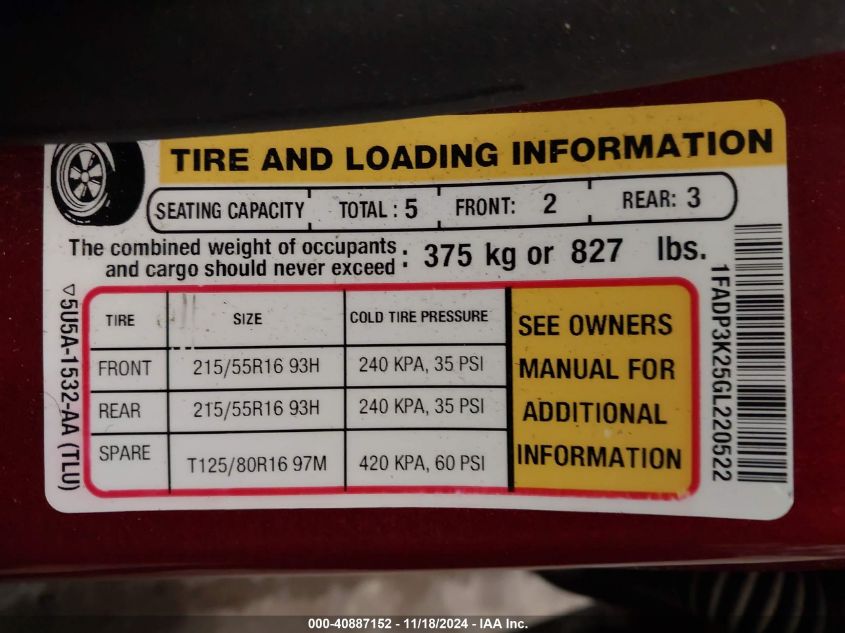 TIRE AND LOADING INFORMATION
SEATING CAPACITY TOTAL : 5 FRONT: 2 REAR: 3
The combined weight of occupants
and cargo should never exceed : 375 kg or 827 lbs.
TIRE SIZE COLD TIRE PRESSURE
FRONT 215/55R16 93H 240 KPA, 35 PSI
REAR 215/55R16 93H 240 KPA, 35 PSI
SPARE T125/80R16 97M 420 KPA, 60 PSI
SEE OWNERS
MANUAL FOR
ADDITIONAL
INFORMATION
▽5U5A-1532-AA (TLU)
1FADP3K25GL220522
000-40887152 - 11/18/2024 - IAA Inc.